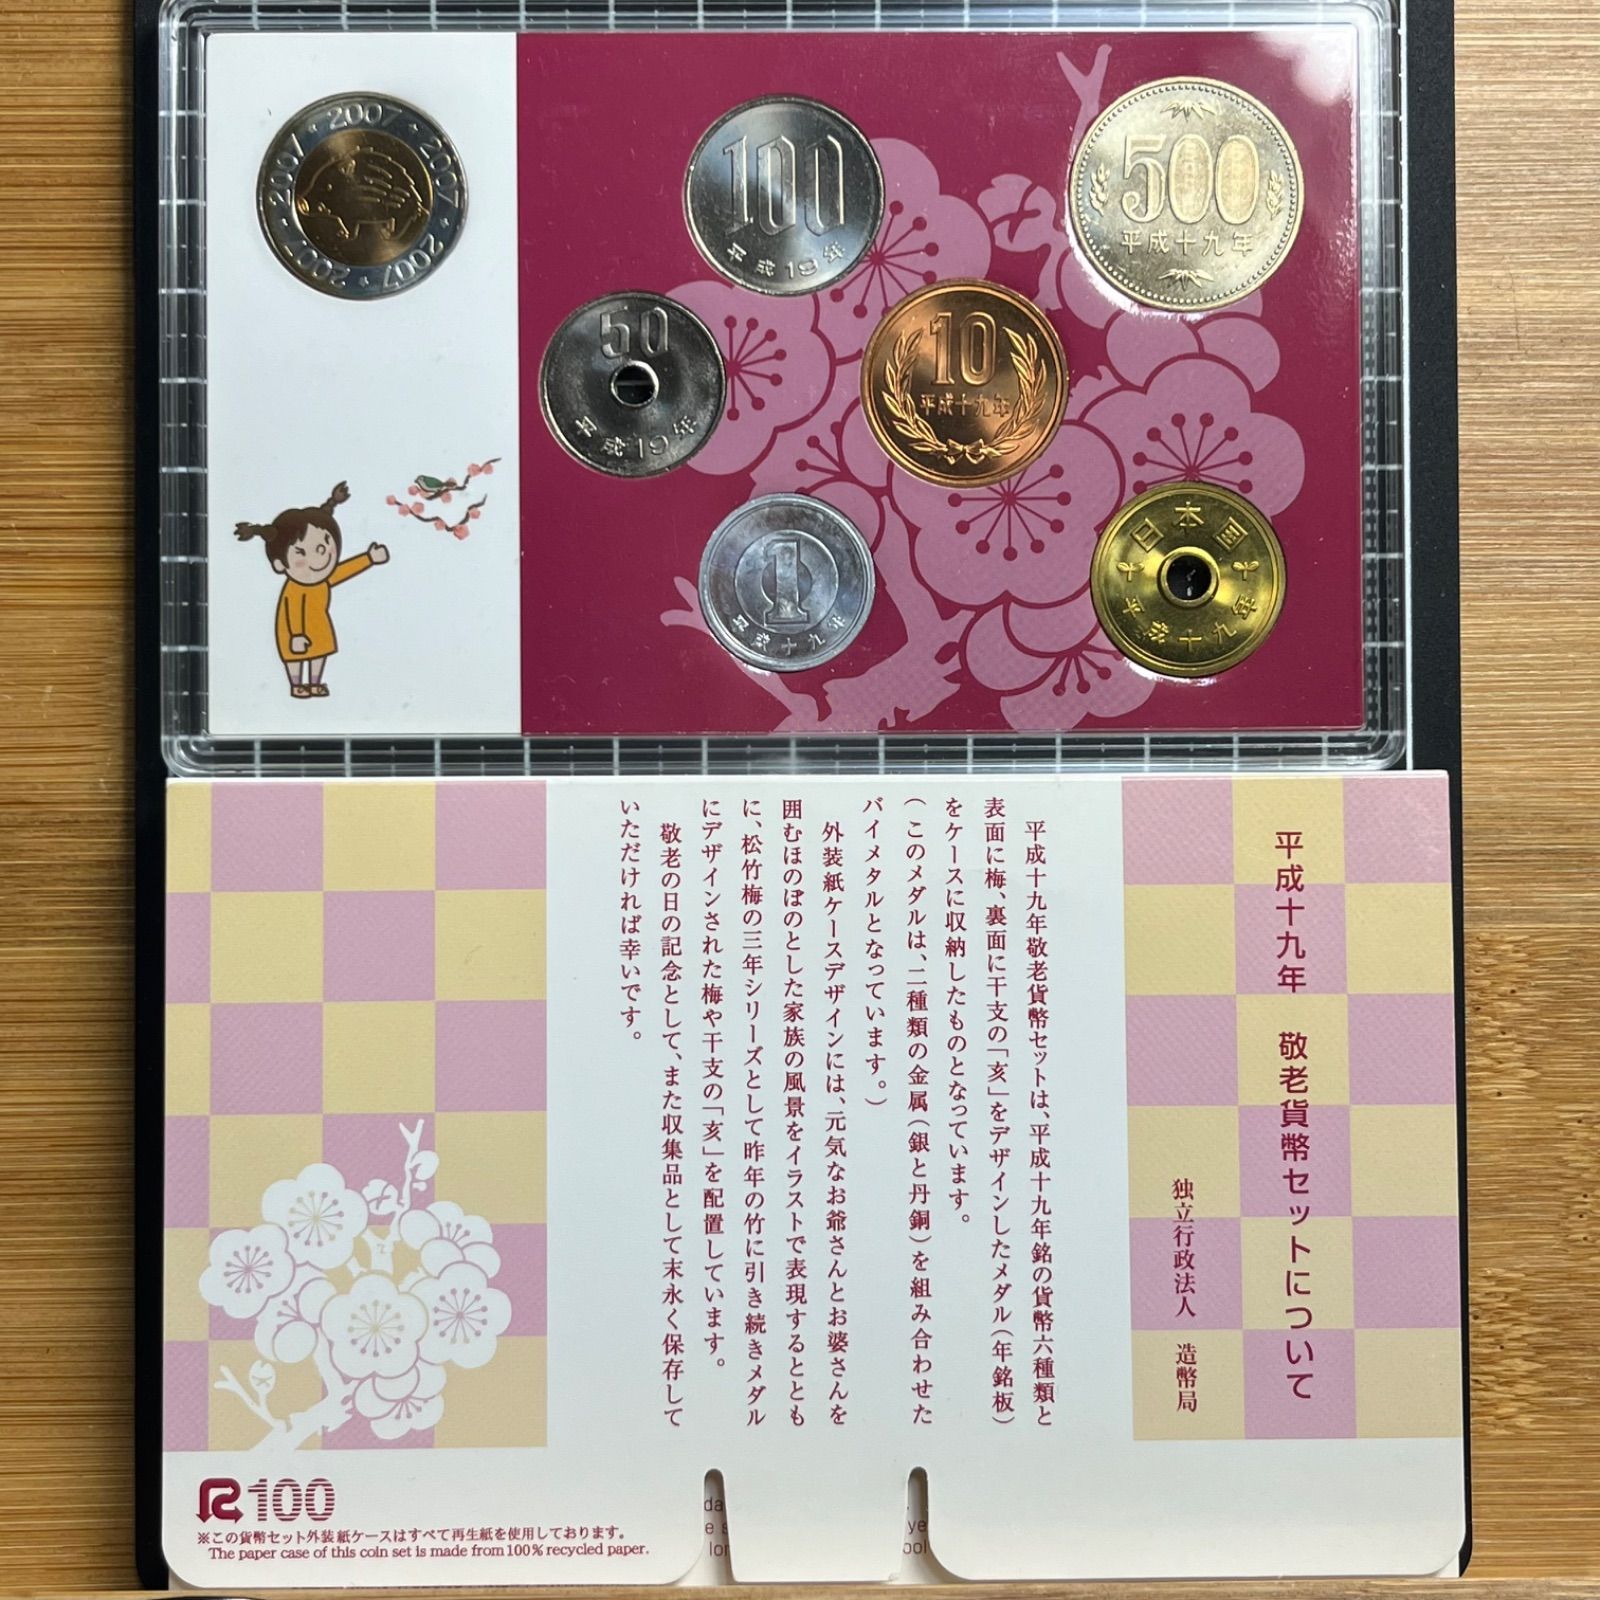 2007 * 2007 * 2007 * 2007 * 2007 *
100
平成19年
500
平成十九年
50
平成19年
10
平成十九年
1
平成十九年
日本国
平成十九年
平成十九年 敬老貨幣セットについて
独立行政法人 造幣局
平成十九年敬老貨幣セットは、平成十九年銘の貨幣六種類と
表面に梅、裏面に干支の「亥」をデザインしたメダル(年銘板)
をケースに収納したものとなっています。
(このメダルは、二種類の金属(銀と丹銅)を組み合わせた
バイメタルとなっています。)
外装紙ケースデザインには、元気なお爺さんとお婆さんを
囲むほのぼのとした家族の風景をイラストで表現するととも
に、松竹梅の三年シリーズとして昨年の竹に引き続きメダル
にデザインされた梅や干支の「亥」を配置しています。
敬老の日の記念として、また収集品として末永く保存して
いただければ幸いです。
R100
※この貨幣セット外装紙ケースはすべて再生紙を使用しております。
The paper case of this coin set is made from 100% recycled paper.